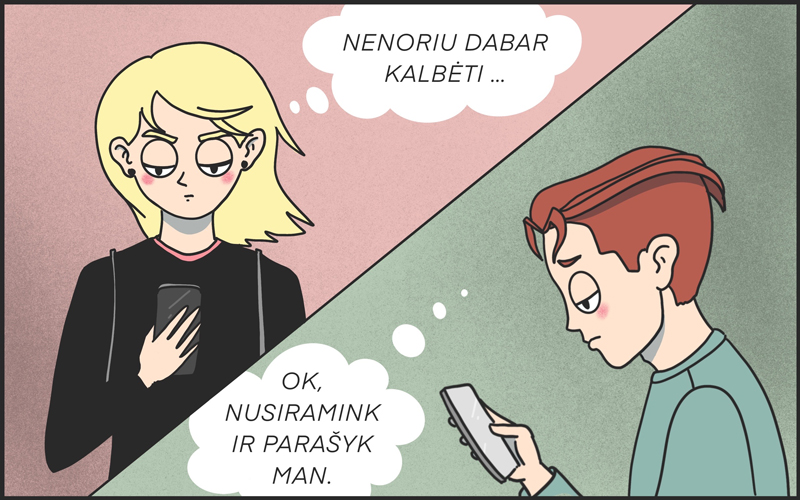 NENORIU DABAR
KALBĖTI ...
OK,
NUSIRAMINK
IR PARAŠYK
MAN.